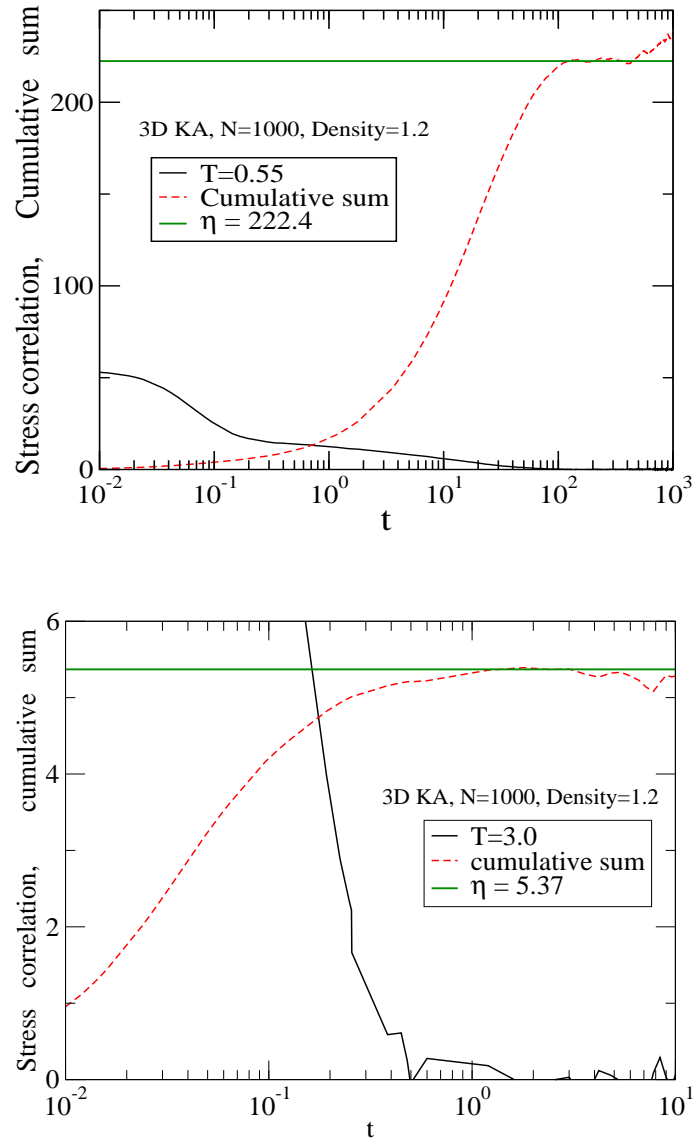 Stress correlation, Cumulative sum
200
100
0
3D KA, N=1000, Density=1.2
T=0.55
Cumulative sum
η = 222.4
10^-2 10^-1 10^0 10^1 10^2 10^3
t
Stress correlation, cumulative sum
6
4
2
0
3D KA, N=1000, Density=1.2
T=3.0
cumulative sum
η = 5.37
10^-2 10^-1 10^0 10^1
t